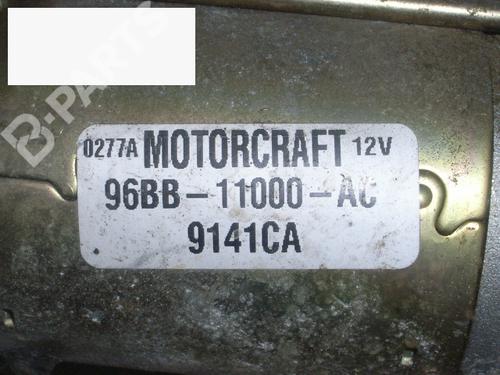 B-PARTS
0277A MOTORCRAFT 12V
96BB-11000-AC
9141CA